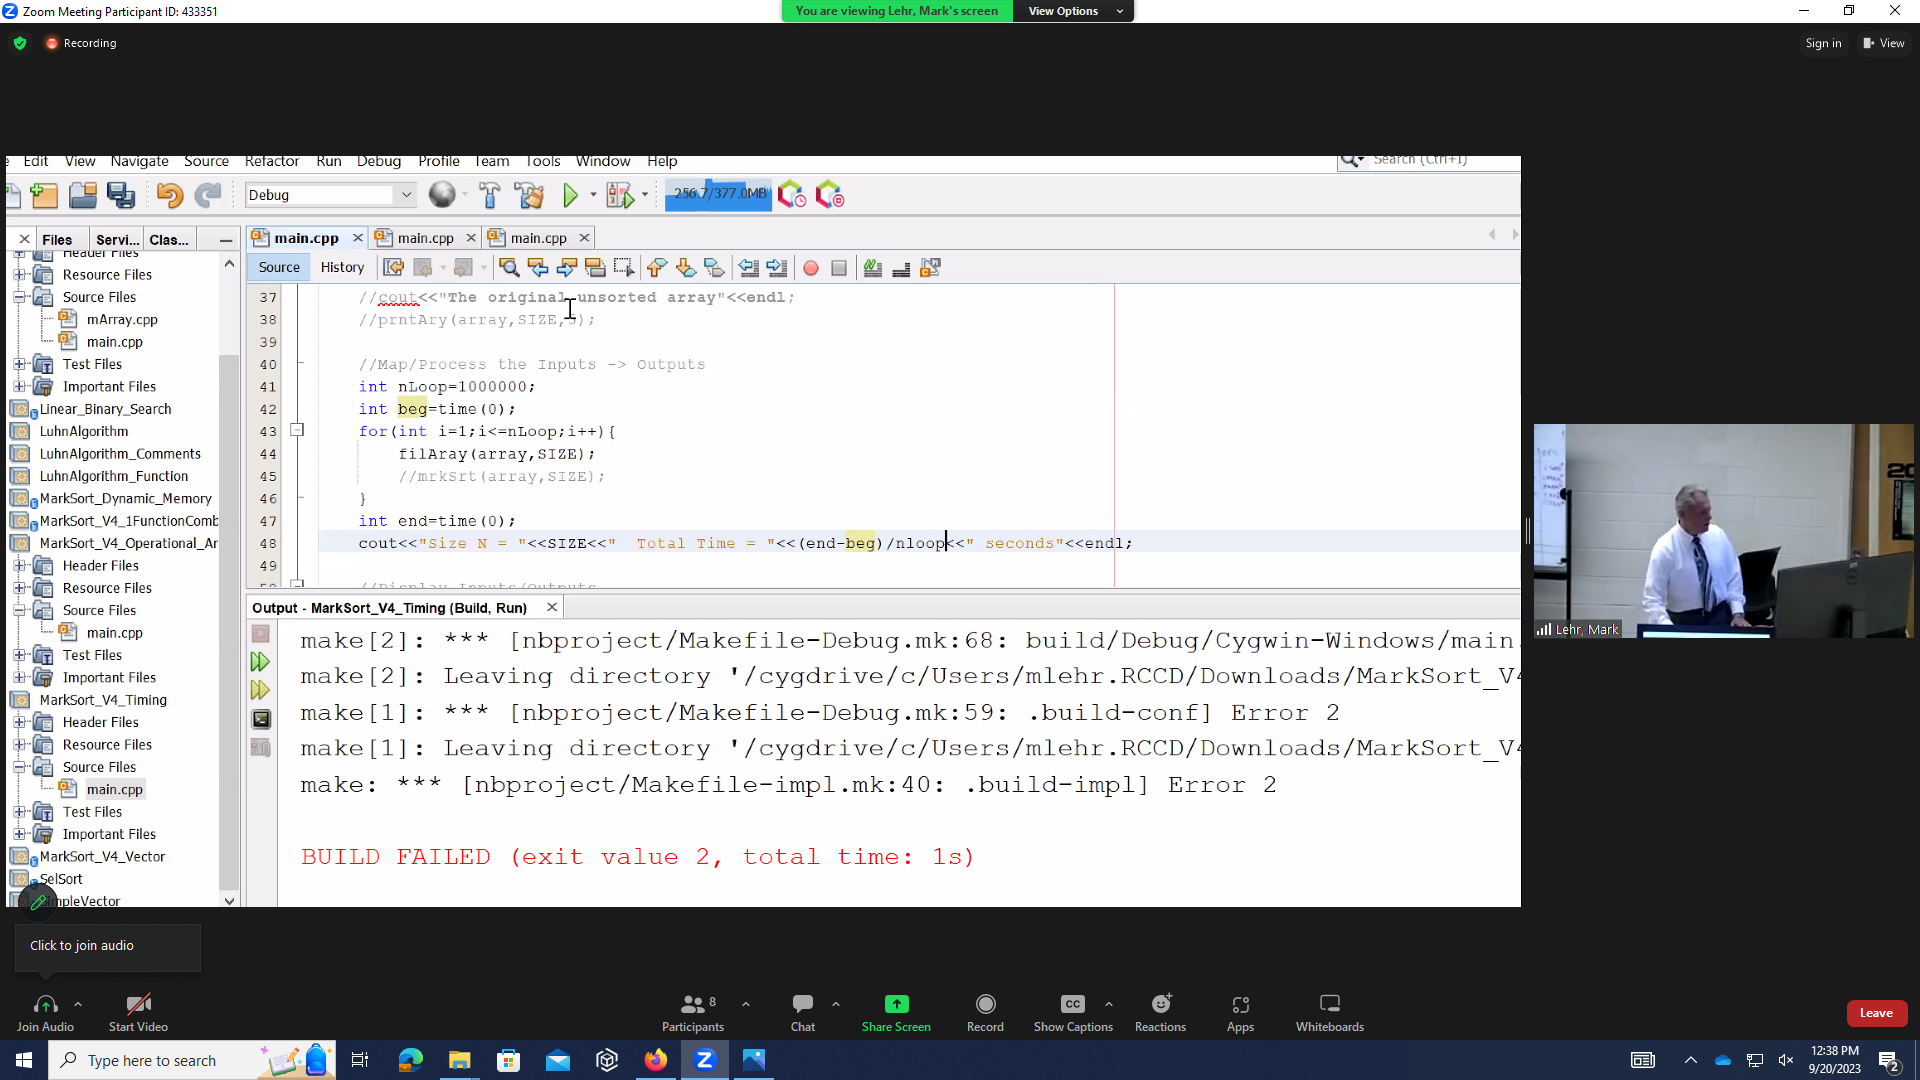 Zoom Meeting Participant ID: 433351
You are viewing Lehr, Mark's screen
View Options
Recording
Sign in
View
Edit View Navigate Source Refactor Run Debug Profile Team Tools Window Help
Search (Ctrl+I)
Debug
256.7/377.0MB
Files Servi... Clas...
main.cpp main.cpp main.cpp
Source History
Header Files
Resource Files
Source Files
mArray.cpp
main.cpp
Test Files
Important Files
Linear_Binary_Search
LuhnAlgorithm
LuhnAlgorithm_Comments
LuhnAlgorithm_Function
MarkSort_Dynamic_Memory
MarkSort_V4_1FunctionComb
MarkSort_V4_Operational_Ar
Header Files
Resource Files
Source Files
main.cpp
Test Files
Important Files
MarkSort_V4_Timing
Header Files
Resource Files
Source Files
main.cpp
Test Files
Important Files
MarkSort_V4_Vector
SelSort
impleVector
37 //cout<<"The original unsorted array"<<endl;
38 //prntAry(array,SIZE, );
39
40 //Map/Process the Inputs -> Outputs
41 int nLoop=1000000;
42 int beg=time(0);
43 for(int i=1;i<=nLoop;i++){
44 filAray(array,SIZE);
45 //mrkSrt(array,SIZE);
46 }
47 int end=time(0);
48 cout<<"Size N = "<<SIZE<<"  Total Time = "<<(end-beg)/nloop<<" seconds"<<endl;
49
//Display Inputs/Outputs
Output - MarkSort_V4_Timing (Build, Run)
make[2]: *** [nbproject/Makefile-Debug.mk:68: build/Debug/Cygwin-Windows/main.
make[2]: Leaving directory '/cygdrive/c/Users/mlehr.RCCD/Downloads/MarkSort_V4
make[1]: *** [nbproject/Makefile-Debug.mk:59: .build-conf] Error 2
make[1]: Leaving directory '/cygdrive/c/Users/mlehr.RCCD/Downloads/MarkSort_V4
make: *** [nbproject/Makefile-impl.mk:40: .build-impl] Error 2
BUILD FAILED (exit value 2, total time: 1s)
Lehr, Mark
Click to join audio
Join Audio
Start Video
Participants
8
Chat
Share Screen
Record
CC
Show Captions
Reactions
Apps
Whiteboards
Leave
Type here to search
12:38 PM
9/20/2023
2